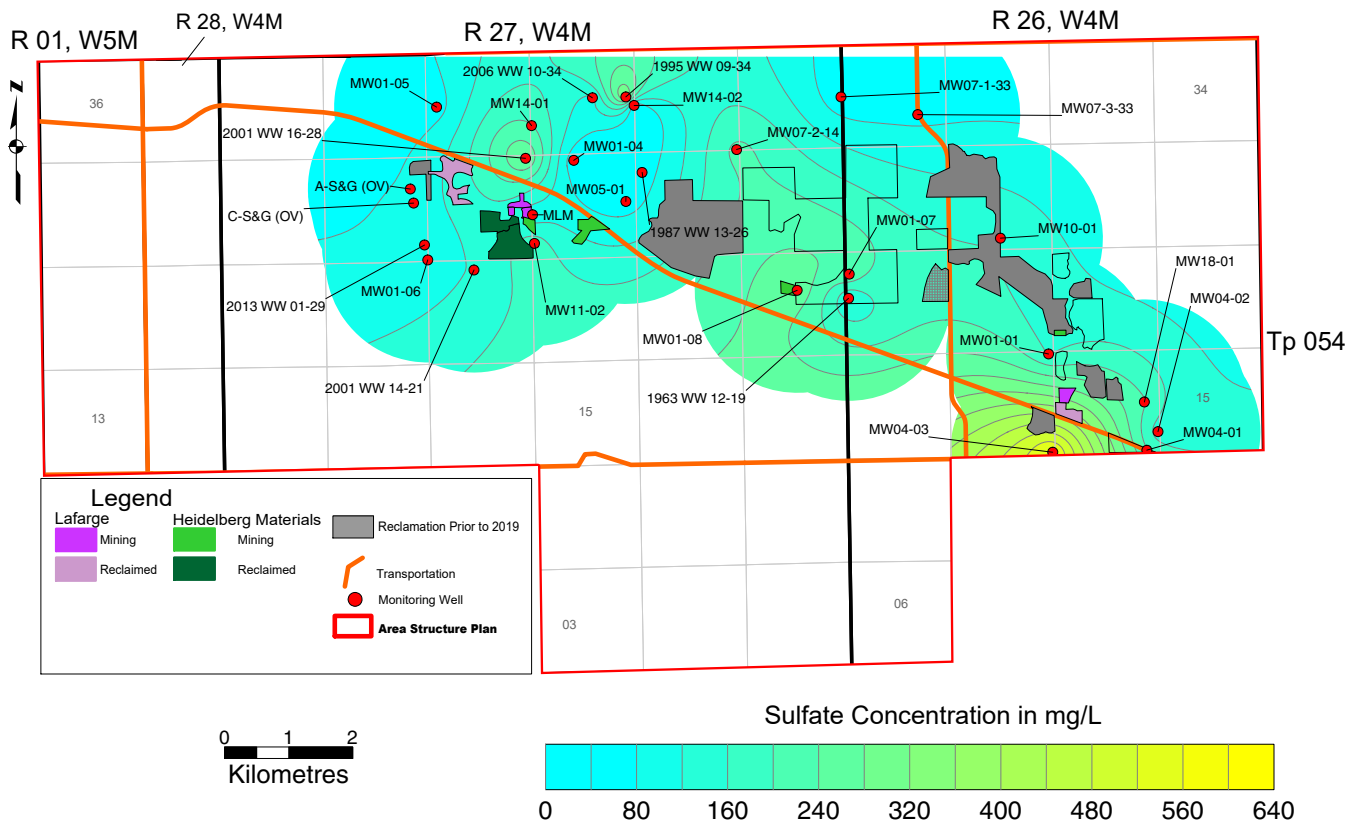 R 01, W5M
R 28, W4M
R 27, W4M
R 26, W4M
Z
36
34
MW01-05
2006 WW 10-34
1995 WW 09-34
MW14-01
MW14-02
MW07-1-33
MW07-3-33
2001 WW 16-28
MW01-04
MW07-2-14
A-S&G (OV)
MW05-01
C-S&G (OV)
MLM
1987 WW 13-26
MW01-07
MW10-01
MW18-01
MW04-02
2013 WW 01-29
MW01-06
MW11-02
MW01-08
MW01-01
Tp 054
2001 WW 14-21
1963 WW 12-19
13
15
15
MW04-03
MW04-01
Legend
Lafarge
Heidelberg Materials
Mining
Mining
Reclamation Prior to 2019
Reclaimed
Reclaimed
Transportation
Monitoring Well
Area Structure Plan
03
06
0 1 2
Kilometres
Sulfate Concentration in mg/L
0 80 160 240 320 400 480 560 640